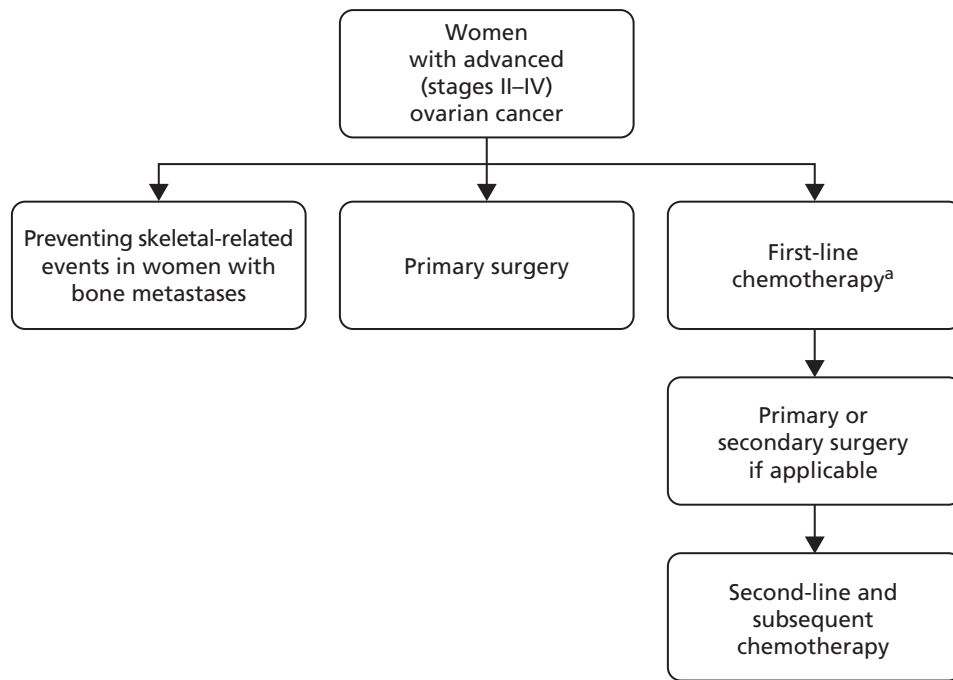 Women
with advanced
(stages II–IV)
ovarian cancer
Preventing skeletal-related
events in women with
bone metastases
Primary surgery
First-line
chemotherapyᵃ
Primary or
secondary surgery
if applicable
Second-line and
subsequent
chemotherapy